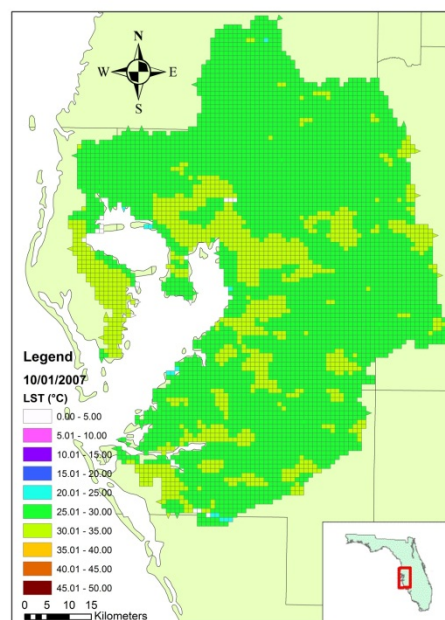 N
W E
S
Legend
10/01/2007
LST (°C)
0.00 - 5.00
5.01 - 10.00
10.01 - 15.00
15.01 - 20.00
20.01 - 25.00
25.01 - 30.00
30.01 - 35.00
35.01 - 40.00
40.01 - 45.00
45.01 - 50.00
0 5 10 15
Kilometers